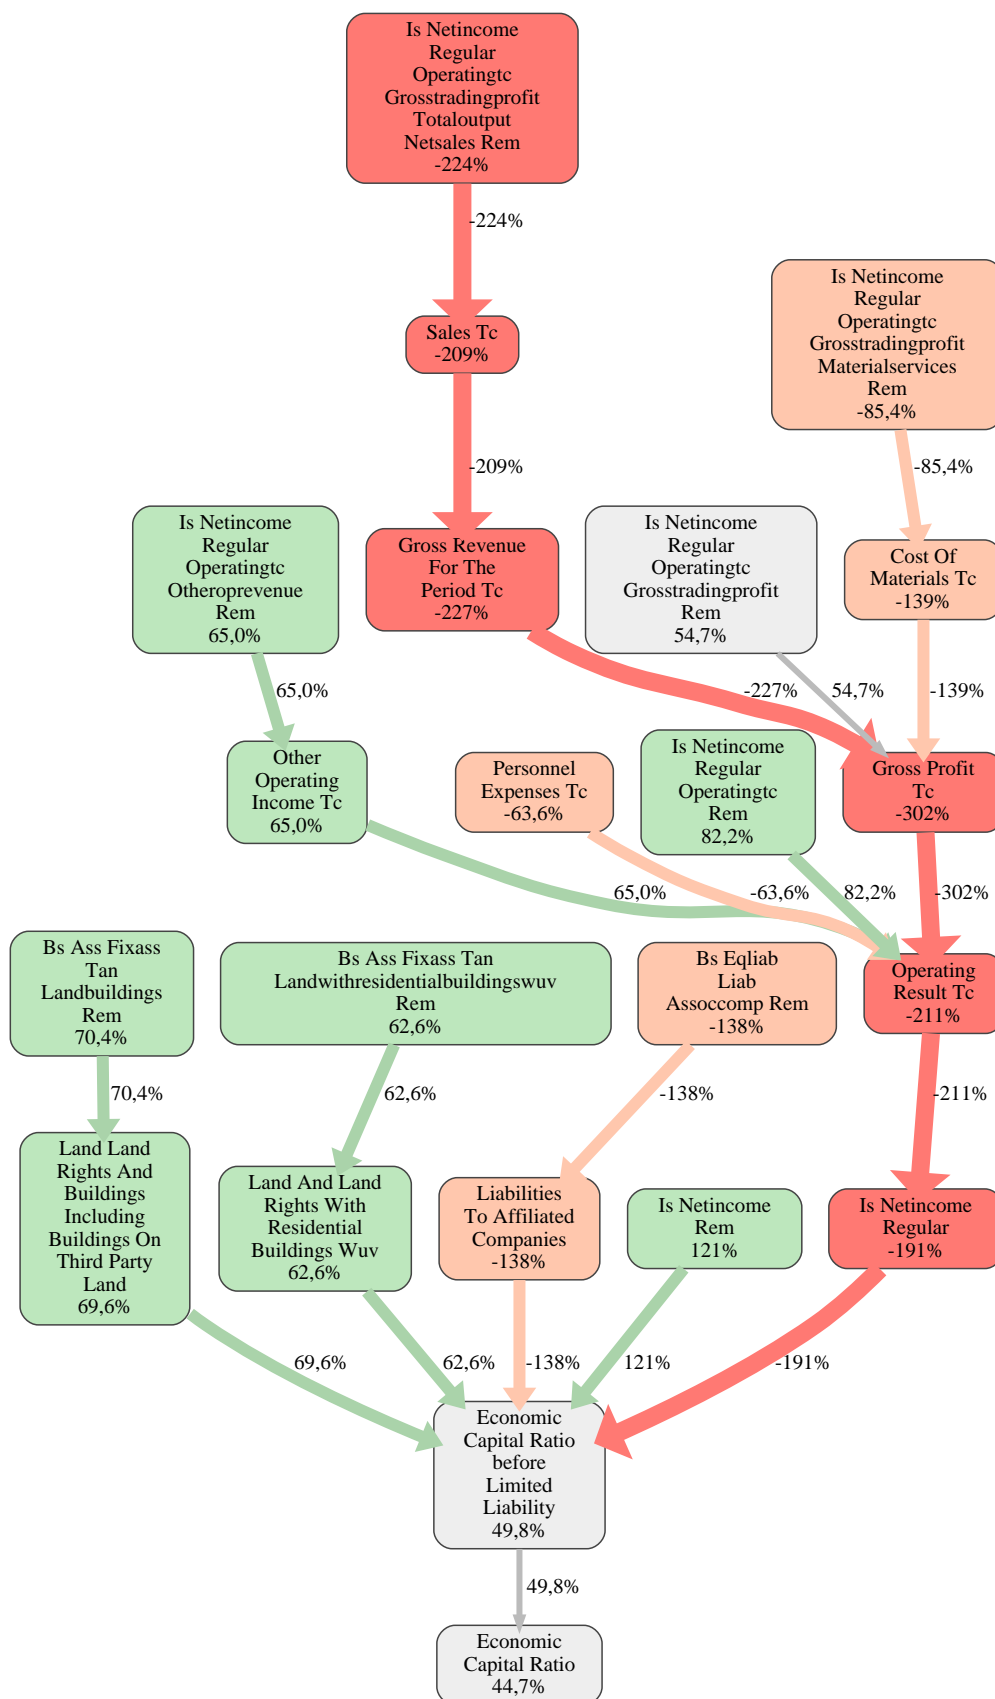 Is Netincome
Regular
Operatingtc
Grosstradingprofit
Totaloutput
Netsales Rem
-224%
-224%
Is Netincome
Regular
Operatingtc
Grosstradingprofit
Materialservices
Rem
-85,4%
Sales Tc
-209%
-209%
-85,4%
Is Netincome
Regular
Operatingtc
Otheroprevenue
Rem
65,0%
Gross Revenue
For The
Period Tc
-227%
Is Netincome
Regular
Operatingtc
Grosstradingprofit
Rem
54,7%
Cost Of
Materials Tc
-139%
65,0%
-227%
54,7%
-139%
Other
Operating
Income Tc
65,0%
Personnel
Expenses Tc
-63,6%
Is Netincome
Regular
Operatingtc
Rem
82,2%
Gross Profit
Tc
-302%
65,0%
-63,6%
82,2%
-302%
Bs Ass Fixass
Tan
Landbuildings
Rem
70,4%
Bs Ass Fixass Tan
Landwithresidentialbuildingswuv
Rem
62,6%
Bs Eqliab
Liab
Assoccomp Rem
-138%
Operating
Result Tc
-211%
70,4%
62,6%
-138%
-211%
Land Land
Rights And
Buildings
Including
Buildings On
Third Party
Land
69,6%
Land And Land
Rights With
Residential
Buildings Wuv
62,6%
Liabilities
To Affiliated
Companies
-138%
Is Netincome
Rem
121%
Is Netincome
Regular
-191%
69,6%
62,6%
-138%
121%
-191%
Economic
Capital Ratio
before
Limited
Liability
49,8%
49,8%
Economic
Capital Ratio
44,7%